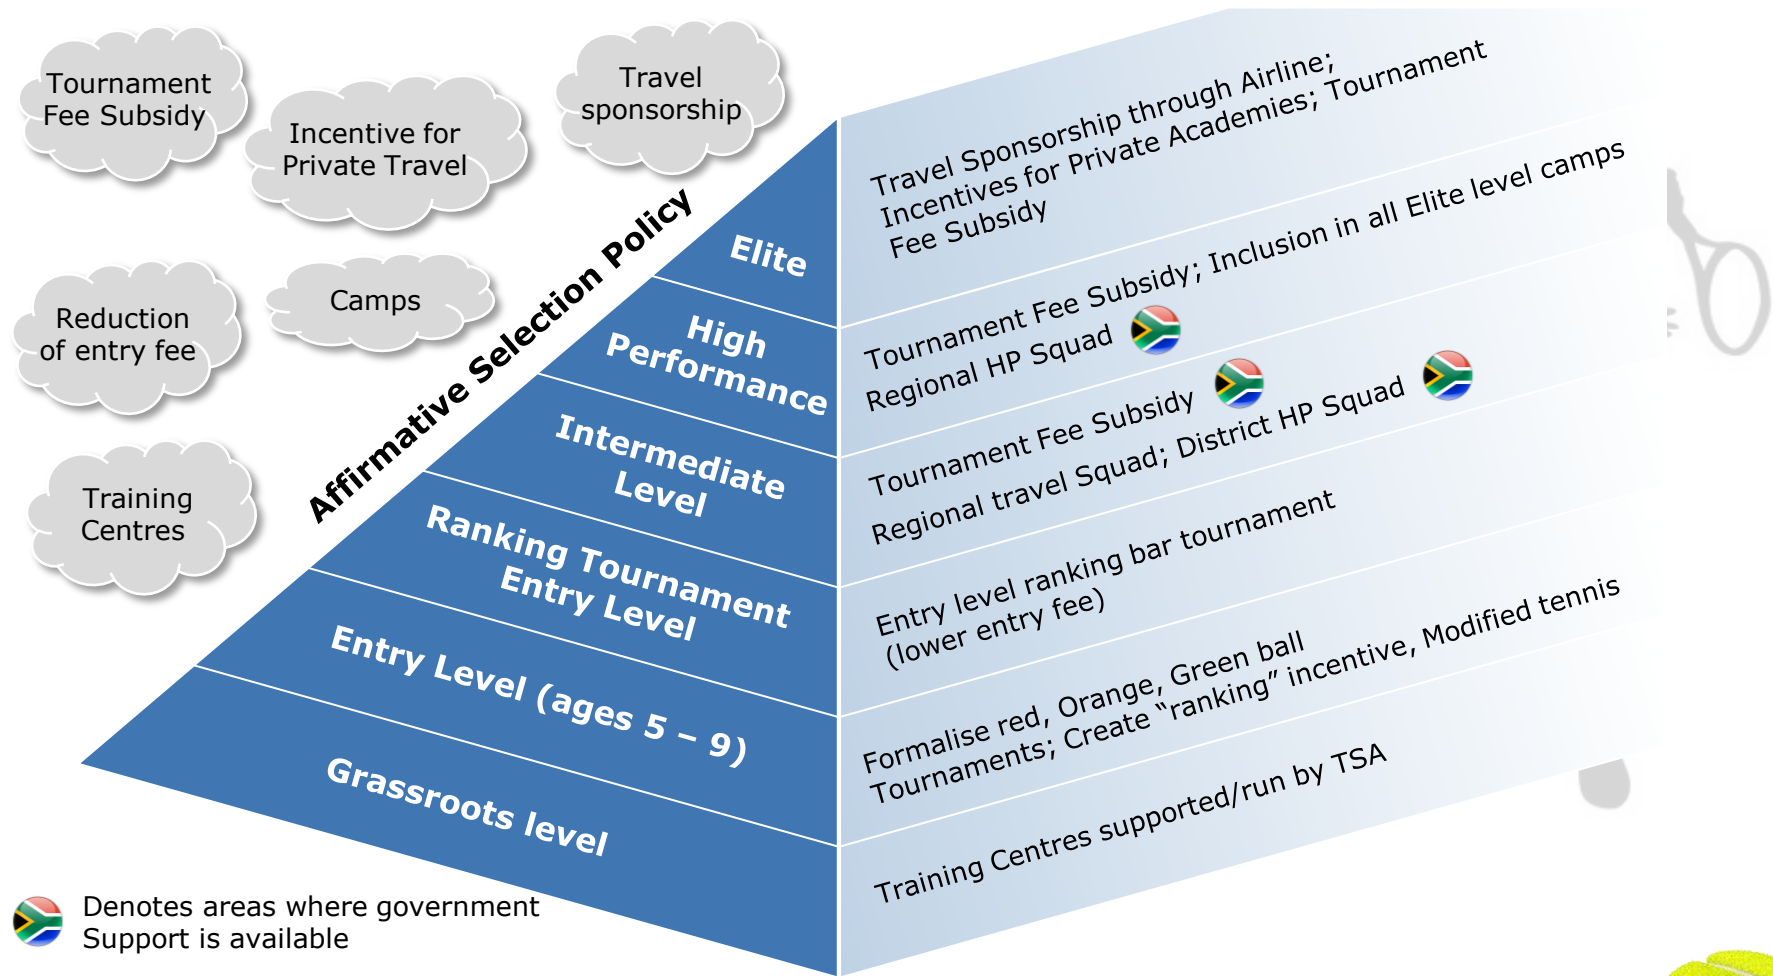 Tournament
Fee Subsidy
Incentive for
Private Travel
Travel
sponsorship
Reduction
of entry fee
Camps
Training
Centres
Affirmative Selection Policy
Elite
High
Performance
Intermediate
Level
Ranking Tournament
Entry Level
Entry Level (ages 5 – 9)
Grassroots level
Travel Sponsorship through Airline;
Incentives for Private Academies; Tournament
Fee Subsidy
Tournament Fee Subsidy; Inclusion in all Elite level camps
Regional HP Squad
Tournament Fee Subsidy
Regional travel Squad; District HP Squad
Entry level ranking bar tournament
(lower entry fee)
Formalise red, Orange, Green ball
Tournaments; Create “ranking” incentive, Modified tennis
Training Centres supported/run by TSA
Denotes areas where government
Support is available